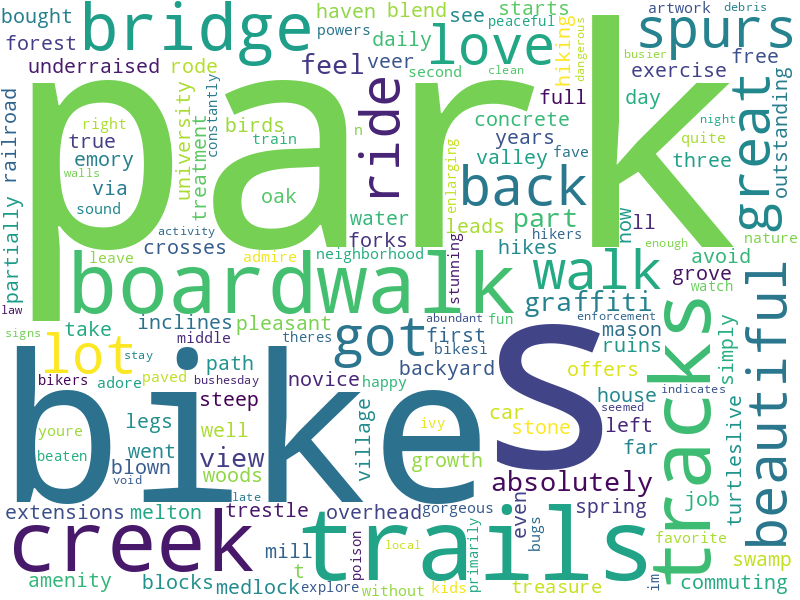 bought bridge haven blend see starts artwork debris
forest powers daily love peaceful spurs
underraised rode feel veer second clean hiking dangerous busier exercise free
park
partially railroad right true emory walls via sound university treatment constantly birds train n oak
ride full concrete years fave valley day quite night three great outstanding
back enlarging water part leads ll now
activity crosses forks hikes hikers avoid nature
leave admire neighborhood stunning walk grove enough watch
boardwalk graffiti
law signs take inclines pleasant middle theres got abundant first fun enforcement mason
lot stay path bikesi backyard ruins simply beautiful
bikers adore paved bushesday novice happy offers house indicates tracks
bike s
youre legs steep village car stone left
beaten went well ivy far
void blown woods view growth absolutely turtleslive
extensions melton late trestle overhead gorgeous even spring job
creek mill poison local trails bugs favorite
t primarily swamp
amenity blocks medlock explore without kids treasure im commuting